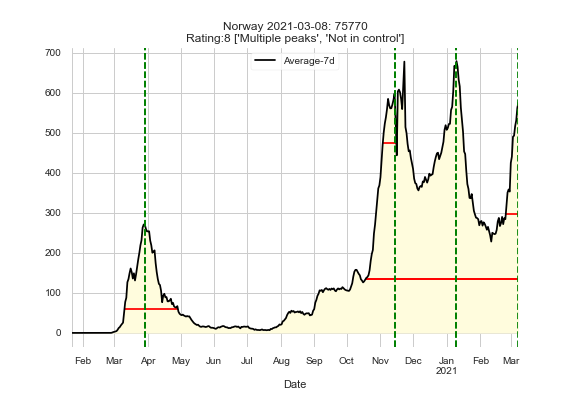 Norway 2021-03-08: 75770
Rating:8 ['Multiple peaks', 'Not in control']
Average-7d
700
600
500
400
300
200
100
0
Feb Mar Apr May Jun Jul Aug Sep Oct Nov Dec Jan Feb Mar
2021
Date